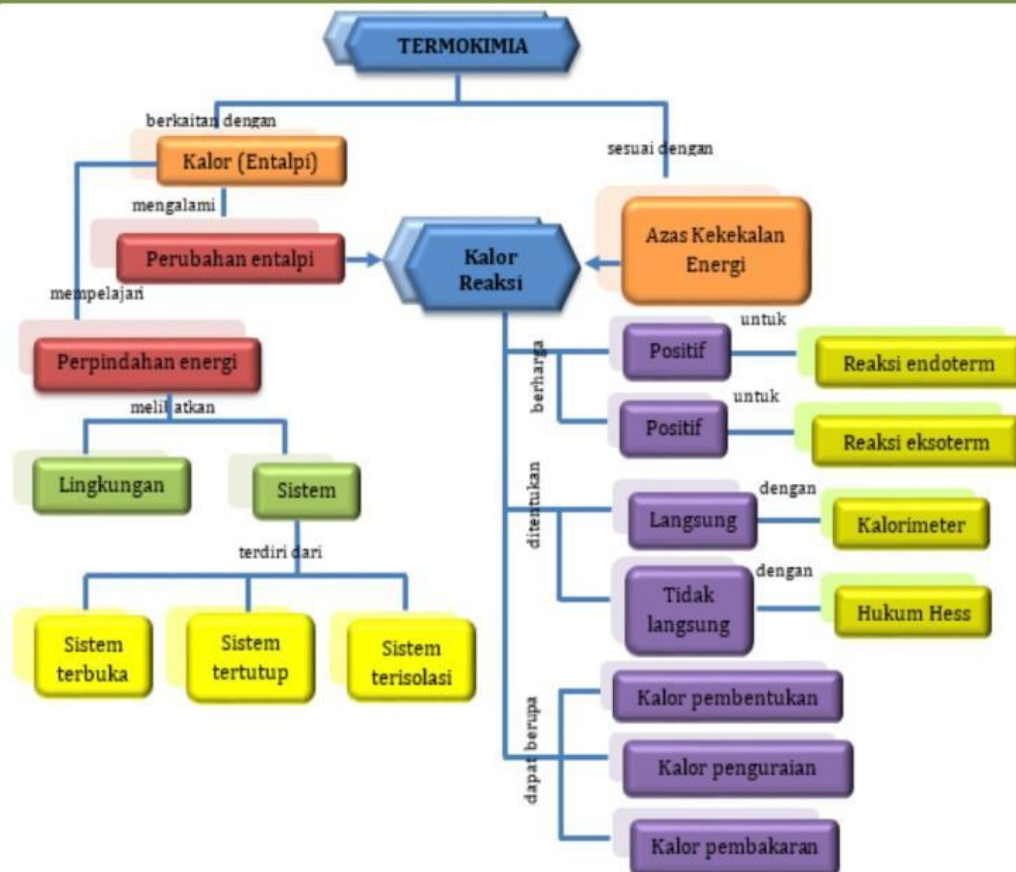 TERMOKIMIA
berkaitan dengan
sesuai dengan
Kalor (Entalpi)
mengalami
Perubahan entalpi
Kalor
Reaksi
Azas Kekekalan
Energi
mempelajari
Perpindahan energi
melibatkan
Lingkungan
Sistem
terdiri dari
Sistem
terbuka
Sistem
tertutup
Sistem
terisolasi
berharga
Positif
untuk
Reaksi endoterm
Positif
untuk
Reaksi eksoterm
ditentukan
Langsung
dengan
Kalorimeter
Tidak
langsung
dengan
Hukum Hess
dapat berupa
Kalor pembentukan
Kalor penguraian
Kalor pembakaran